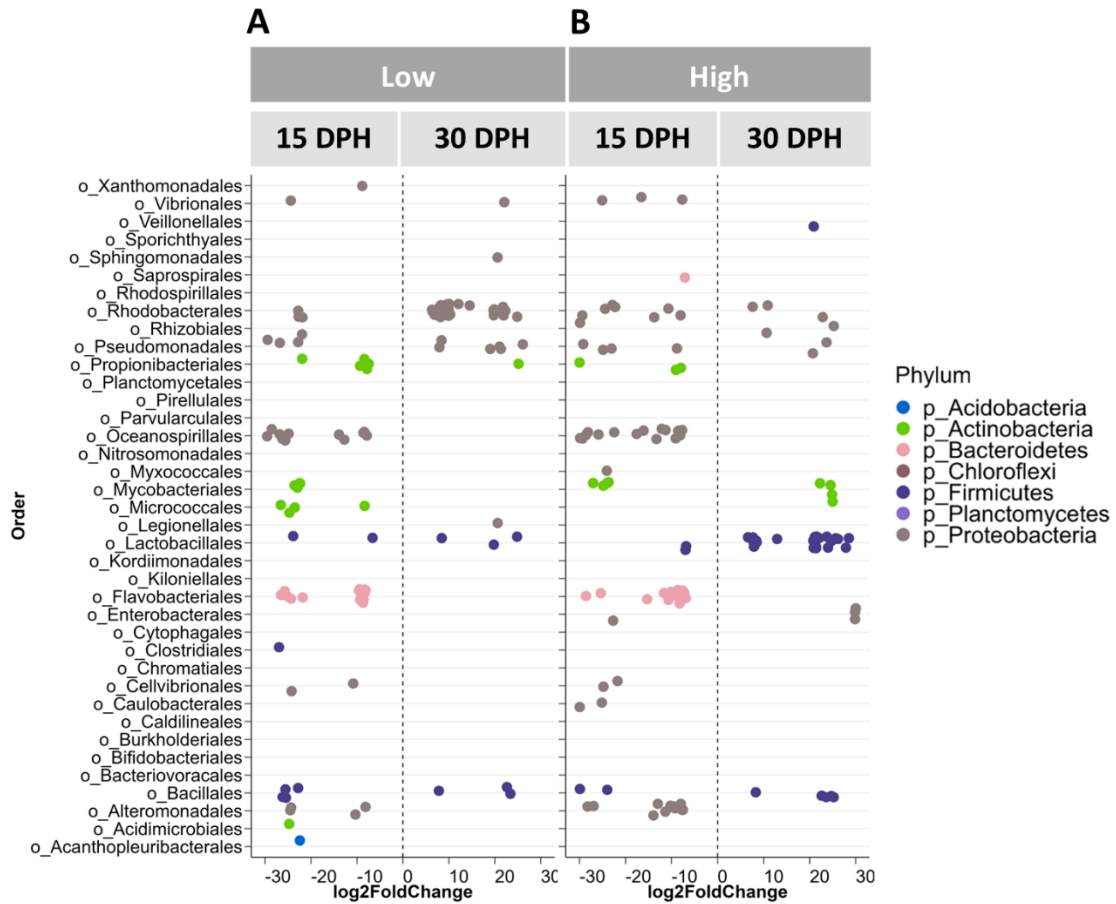 A B
Low High
15 DPH 30 DPH 15 DPH 30 DPH
o_Xanthomonadales
o_Vibrionales
o_Veillonellales
o_Sporichthyales
o_Sphingomonadales
o_Saprospirales
o_Rhodospirillales
o_Rhodobacterales
o_Rhizobiales
o_Pseudomonadales
o_Propionibacteriales
o_Planctomycetales
o_Pirellulales
o_Parvularculales
o_Oceanospirillales
o_Nitrosomonadales
o_Myxococcales
o_Mycobacteriales
o_Micrococcales
o_Legionellales
o_Lactobacillales
o_Kordiimonadales
o_Kiloniellales
o_Flavobacteriales
o_Enterobacterales
o_Cytophagales
o_Clostridiales
o_Chromatiales
o_Cellvibrionales
o_Caulobacterales
o_Caldilineales
o_Burkholderiales
o_Bifidobacteriales
o_Bacteriovoracales
o_Bacillales
o_Alteromonadales
o_Acidimicrobiales
o_Acanthopleuribacterales
Order
-30 -20 -10 0 10 20 30 -30 -20 -10 0 10 20 30
log2FoldChange log2FoldChange
Phylum
p_Acidobacteria
p_Actinobacteria
p_Bacteroidetes
p_Chloroflexi
p_Firmicutes
p_Planctomycetes
p_Proteobacteria